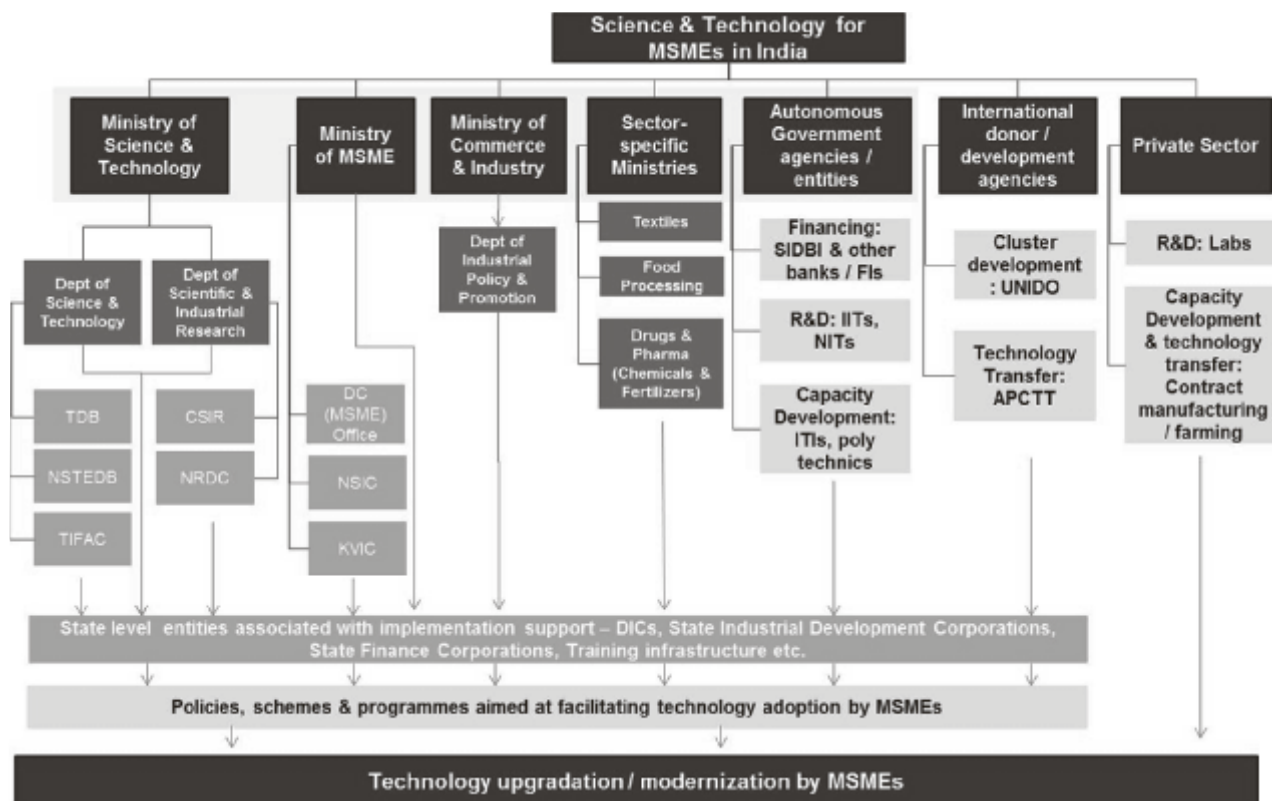 Science & Technology for
MSMEs in India
Ministry of
Science &
Technology
Ministry
of MSME
Ministry of
Commerce
& Industry
Sector-
specific
Ministries
Autonomous
Government
agencies /
entities
International
donor /
development
agencies
Private Sector
Dept of
Science &
Technology
Dept of
Scientific &
Industrial
Research
TDB
NSTEDB
TIFAC
CSIR
NRDC
DC
(MSME)
Office
NSIC
KVIC
Dept of
Industrial
Policy &
Promotion
Textiles
Food
Processing
Drugs &
Pharma
(Chemicals &
Fertilizers)
Financing:
SIDBI & other
banks / FIs
R&D: IITs,
NITs
Capacity
Development:
ITIs, poly
technics
Cluster
development
: UNIDO
Technology
Transfer:
APCTT
R&D: Labs
Capacity
Development
& technology
transfer:
Contract
manufacturing
/ farming
State level entities associated with implementation support – DICs, State Industrial Development Corporations,
State Finance Corporations, Training infrastructure etc.
Policies, schemes & programmes aimed at facilitating technology adoption by MSMEs
Technology upgradation / modernization by MSMEs